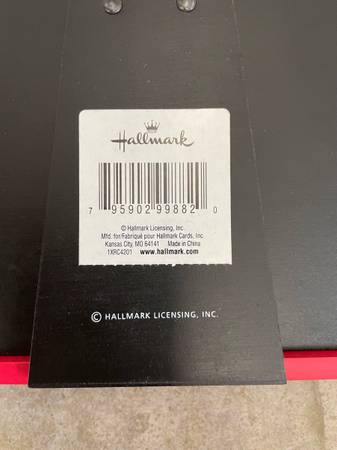 Hallmark
7 95902 99882 0
© Hallmark Licensing, Inc.
Mfd. for/Fabriqué pour Hallmark Cards, Inc.
Kansas City, MO 64141 Made in China
1XRC4201 www.hallmark.com
© HALLMARK LICENSING, INC.